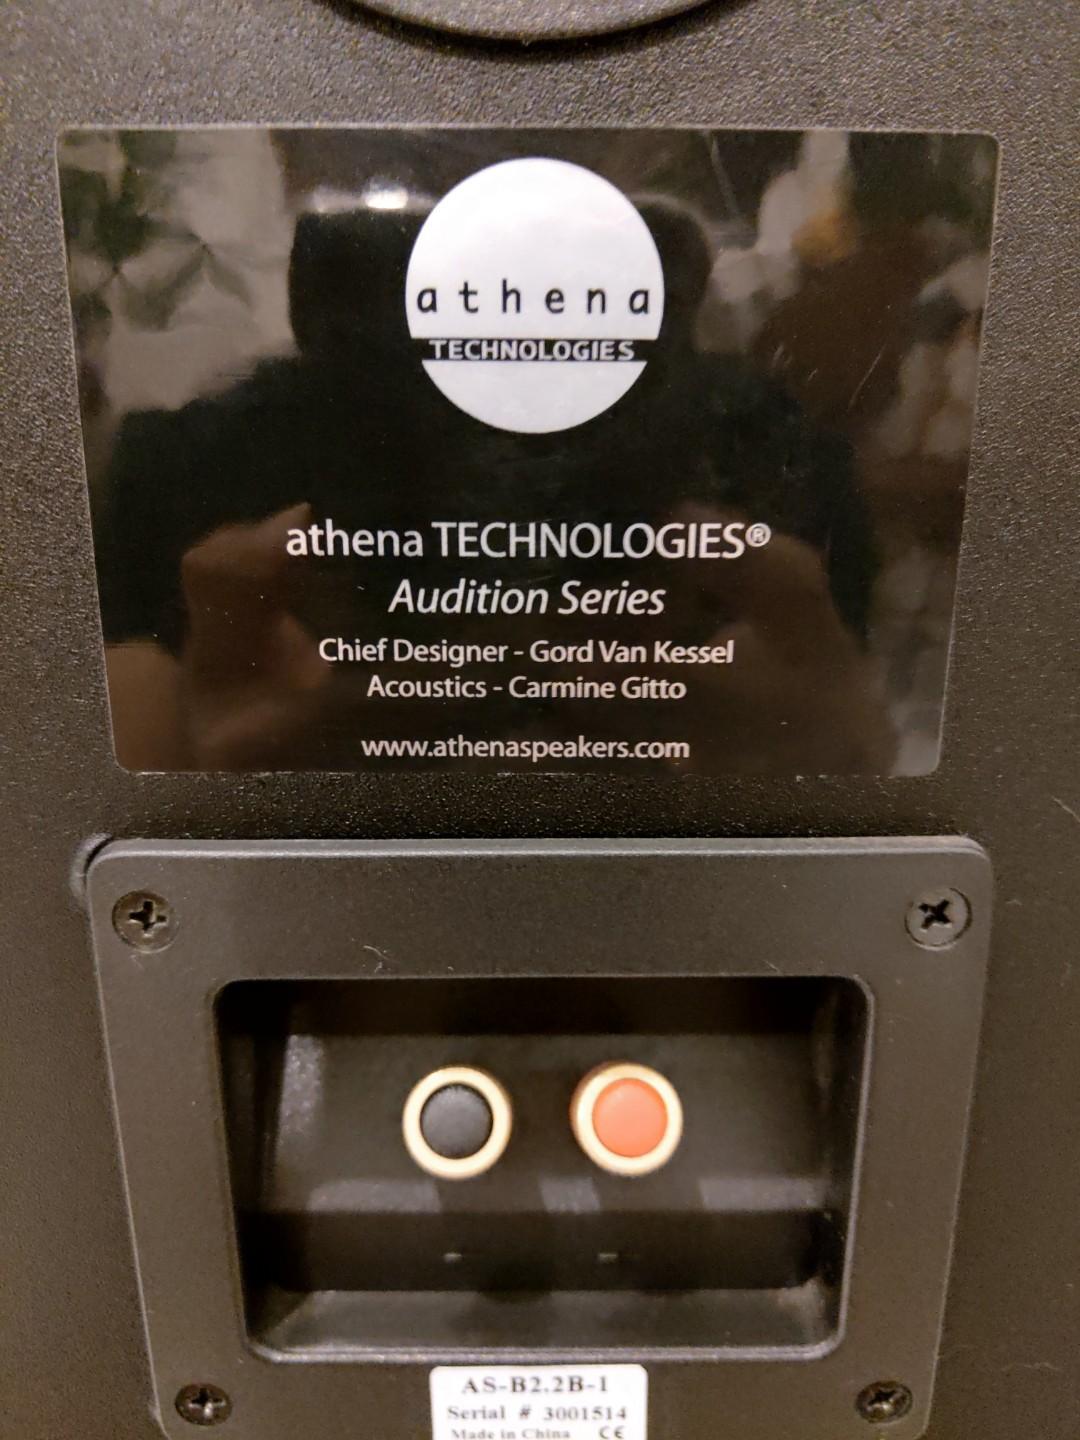 athena
TECHNOLOGIES
athena TECHNOLOGIES®
Audition Series
Chief Designer - Gord Van Kessel
Acoustics - Carmine Gitto
www.athenaspeakers.com
AS-B2.2B-1
Serial # 3001514
Made in China CE